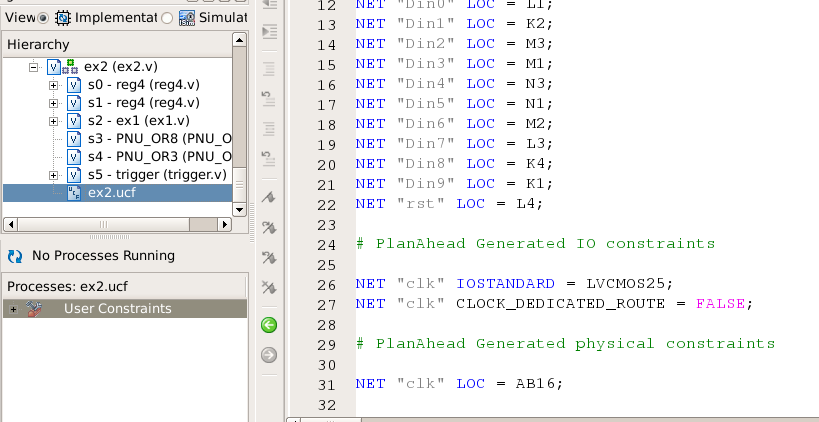 View
Implementat
Simulat
Hierarchy
ex2 (ex2.v)
s0 - reg4 (reg4.v)
s1 - reg4 (reg4.v)
s2 - ex1 (ex1.v)
s3 - PNU_OR8 (PNU_O
s4 - PNU_OR3 (PNU_O
s5 - trigger (trigger.v)
ex2.ucf
No Processes Running
Processes: ex2.ucf
User Constraints
12 NET "Din0" LOC = L1;
13 NET "Din1" LOC = K2;
14 NET "Din2" LOC = M3;
15 NET "Din3" LOC = M1;
16 NET "Din4" LOC = N3;
17 NET "Din5" LOC = N1;
18 NET "Din6" LOC = M2;
19 NET "Din7" LOC = L3;
20 NET "Din8" LOC = K4;
21 NET "Din9" LOC = K1;
22 NET "rst" LOC = L4;
23
24 # PlanAhead Generated IO constraints
25
26 NET "clk" IOSTANDARD = LVCMOS25;
27 NET "clk" CLOCK_DEDICATED_ROUTE = FALSE;
28
29 # PlanAhead Generated physical constraints
30
31 NET "clk" LOC = AB16;
32